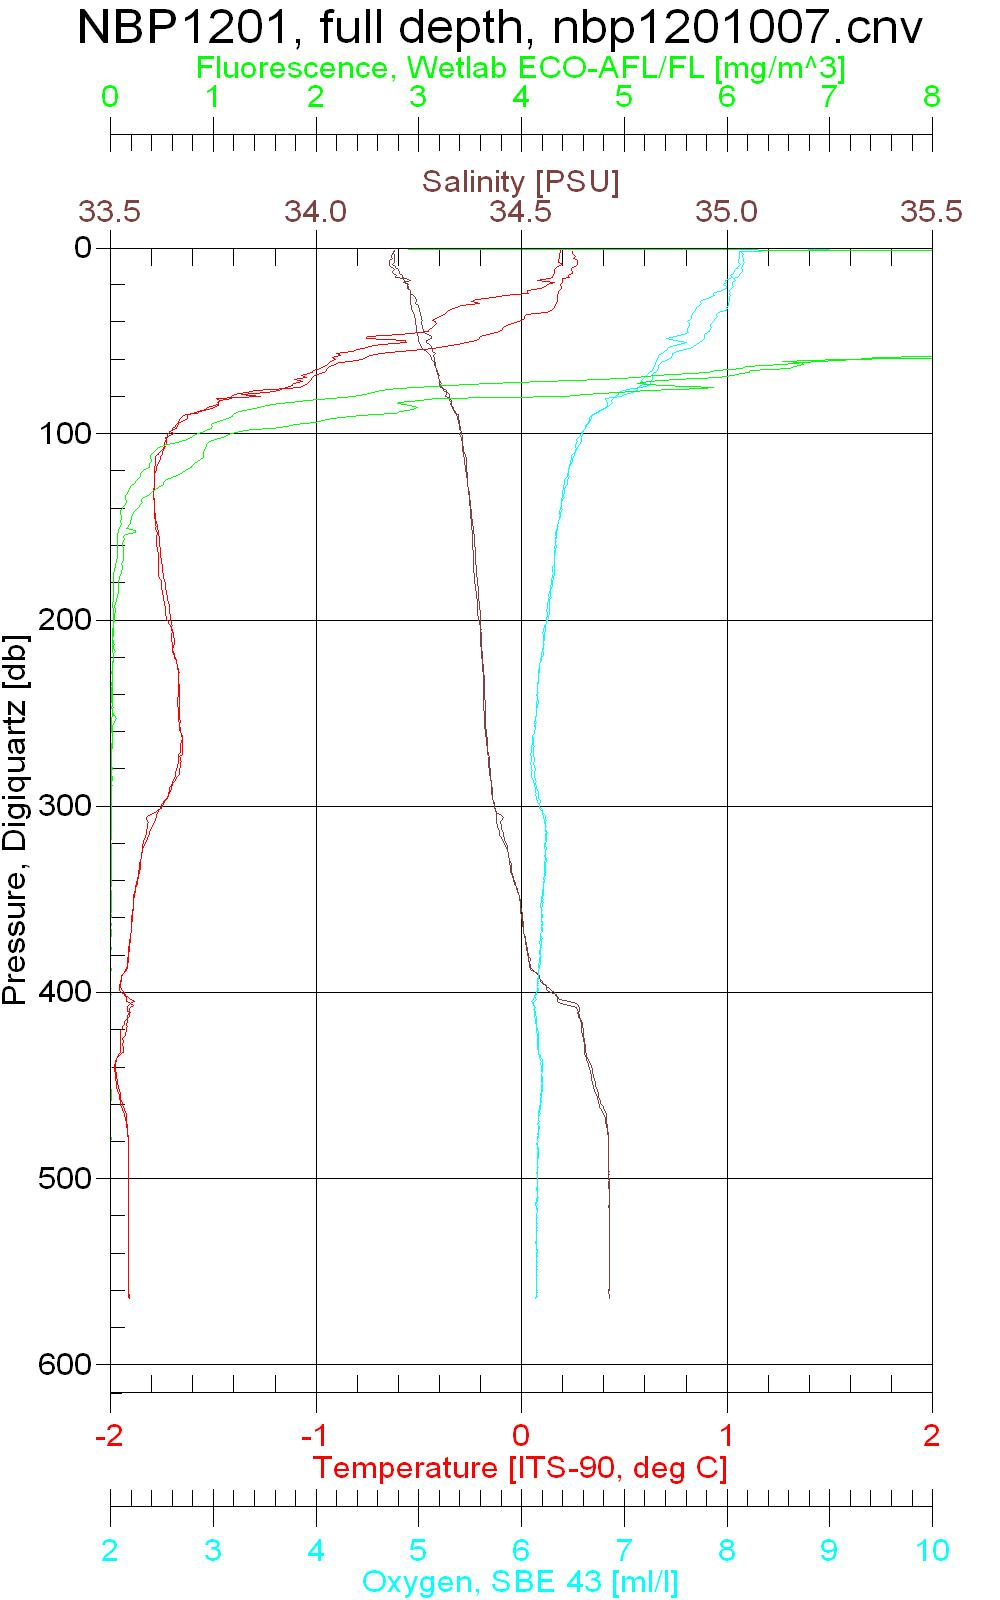 NBP1201, full depth, nbp1201007.cnv
Fluorescence, Wetlab ECO-AFL/FL [mg/m^3]
0 1 2 3 4 5 6 7 8
Salinity [PSU]
33.5 34.0 34.5 35.0 35.5
0
100
200
300
400
500
600
Pressure, Digiquartz [db]
-2 -1 0 1 2
Temperature [ITS-90, deg C]
2 3 4 5 6 7 8 9 10
Oxygen, SBE 43 [ml/l]